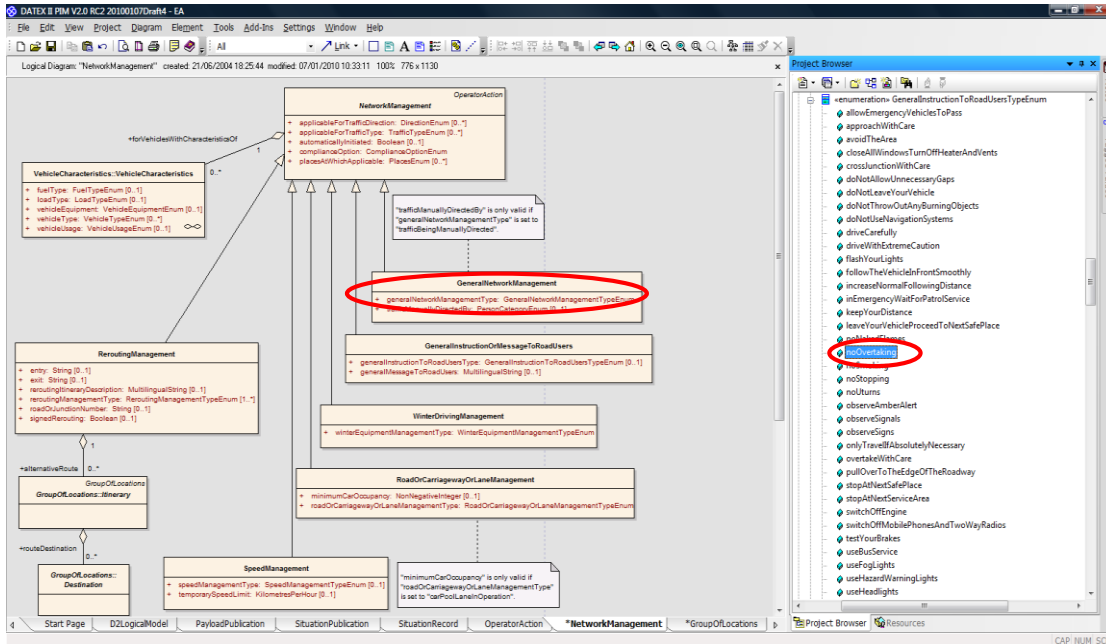 DATEX II PIM V2.0 RC2 20100107Draft4 - EA
File Edit View Project Diagram Element Tools Add-Ins Settings Window Help
All
Link
A
Logical Diagram: "NetworkManagement" created: 21/06/2004 18:25:44 modified: 07/01/2010 10:33:11 100% 776 x 1130
OperatorAction
NetworkManagement
+ applicableForTrafficDirection: DirectionEnum [0..*]
+ applicableForTrafficType: TrafficTypeEnum [0..*]
+ automaticallyInitiated: Boolean [0..1]
+ complianceOption: ComplianceOptionEnum
+ placesAtWhichApplicable: PlacesEnum [0..*]
+forVehiclesWithCharacteristicsOf
1
0..*
VehicleCharacteristics::VehicleCharacteristics
+ fuelType: FuelTypeEnum [0..1]
+ loadType: LoadTypeEnum [0..1]
+ vehicleEquipment: VehicleEquipmentEnum [0..1]
+ vehicleType: VehicleTypeEnum [0..*]
+ vehicleUsage: VehicleUsageEnum [0..1]
"trafficManuallyDirectedBy" is only valid if
"generalNetworkManagementType" is set to
"trafficBeingManuallyDirected".
GeneralNetworkManagement
+ generalNetworkManagementType: GeneralNetworkManagementTypeEnum
+ trafficManuallyDirectedBy: PersonCategoryEnum [0..1]
GeneralInstructionOrMessageToRoadUsers
+ generalInstructionToRoadUsersType: GeneralInstructionToRoadUsersTypeEnum [0..1]
+ generalMessageToRoadUsers: MultilingualString [0..1]
ReroutingManagement
+ entry: String [0..1]
+ exit: String [0..1]
+ reroutingItineraryDescription: MultilingualString [0..1]
+ reroutingManagementType: ReroutingManagementTypeEnum [1..*]
+ roadOrJunctionNumber: String [0..1]
+ signedRerouting: Boolean [0..1]
WinterDrivingManagement
+ winterEquipmentManagementType: WinterEquipmentManagementTypeEnum
1
+alternativeRoute 0..*
GroupOfLocations
GroupOfLocations::Itinerary
RoadOrCarriagewayOrLaneManagement
+ minimumCarOccupancy: NonNegativeInteger [0..1]
+ roadOrCarriagewayOrLaneManagementType: RoadOrCarriagewayOrLaneManagementTypeEnum
+routeDestination
0..*
GroupOfLocations::
Destination
SpeedManagement
+ speedManagementType: SpeedManagementTypeEnum [0..1]
+ temporarySpeedLimit: KilometresPerHour [0..1]
"minimumCarOccupancy" is only valid if
"roadOrCarriagewayOrLaneManagementType"
is set to "carPoolLaneInOperation".
Start Page D2LogicalModel PayloadPublication SituationPublication SituationRecord OperatorAction *NetworkManagement *GroupOfLocations
Project Browser
«enumeration» GeneralInstructionToRoadUsersTypeEnum
allowEmergencyVehiclesToPass
approachWithCare
avoidTheArea
closeAllWindowsTurnOffHeaterAndVents
crossJunctionWithCare
doNotAllowUnnecessaryGaps
doNotLeaveYourVehicle
doNotThrowOutAnyBurningObjects
doNotUseNavigationSystems
driveCarefully
driveWithExtremeCaution
flashYourLights
followTheVehicleInFrontSmoothly
increaseNormalFollowingDistance
inEmergencyWaitForPatrolService
keepYourDistance
leaveYourVehicleProceedToNextSafePlace
noNakedFlames
noOvertaking
noSmoking
noStopping
noUturns
observeAmberAlert
observeSignals
observeSigns
onlyTravelIfAbsolutelyNecessary
overtakeWithCare
pullOverToTheEdgeOfTheRoadway
stopAtNextSafePlace
stopAtNextServiceArea
switchOffEngine
switchOffMobilePhonesAndTwoWayRadios
testYourBrakes
useBusService
useFogLights
useHazardWarningLights
useHeadlights
Project Browser Resources
CAP NUM SC